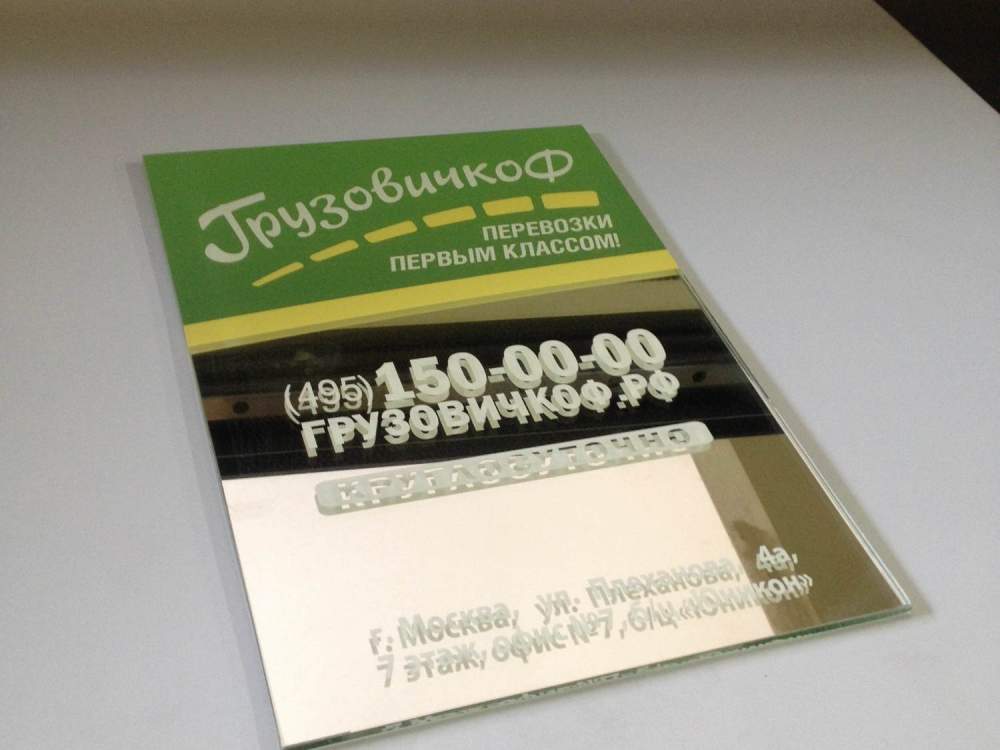 ГрузовичкоФ
ПЕРЕВОЗКИ
ПЕРВЫМ КЛАССОМ!
(495) 150-00-00
ГРУЗОВИЧКОФ.РФ
КРУГЛОСУТОЧНО
г. Москва, ул. Плеханова, 4а,
7 этаж, офис №7, б/ц «Юникон»